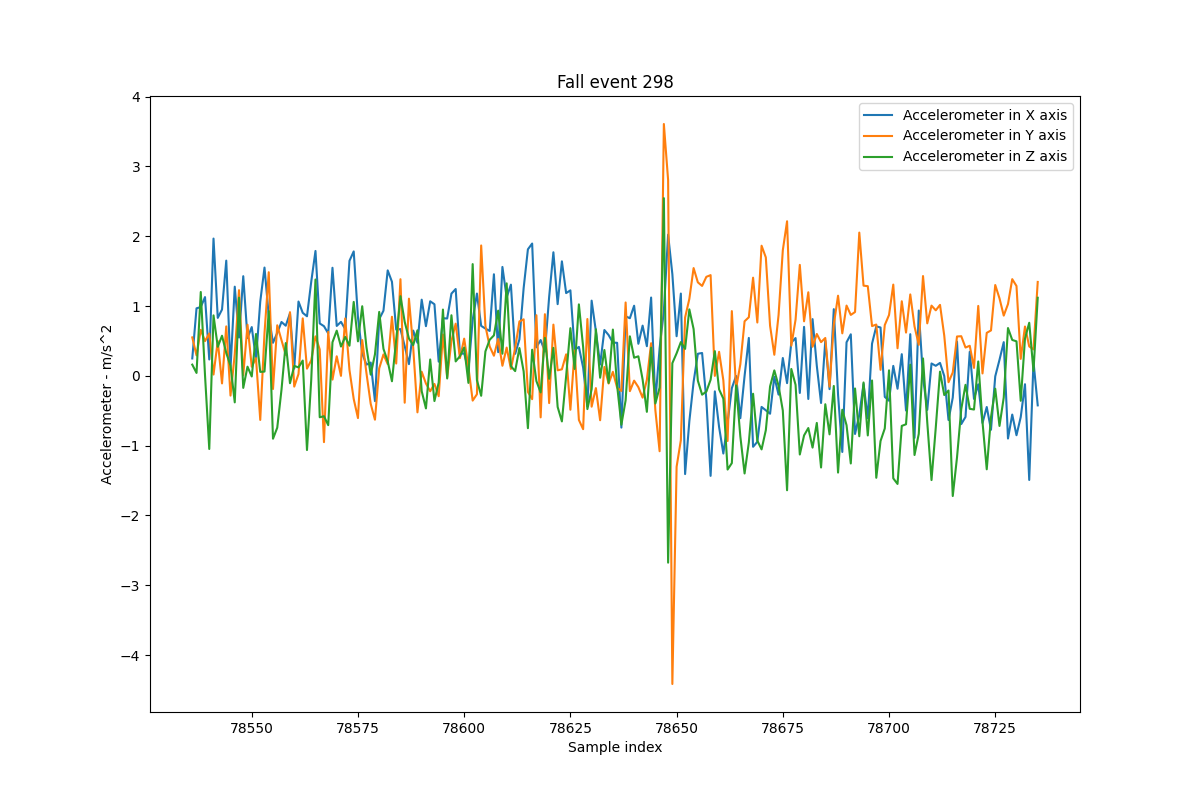 Fall event 298
Accelerometer in X axis
Accelerometer in Y axis
Accelerometer in Z axis
Accelerometer - m/s^2
4
3
2
1
0
−1
−2
−3
−4
78550 78575 78600 78625 78650 78675 78700 78725
Sample index